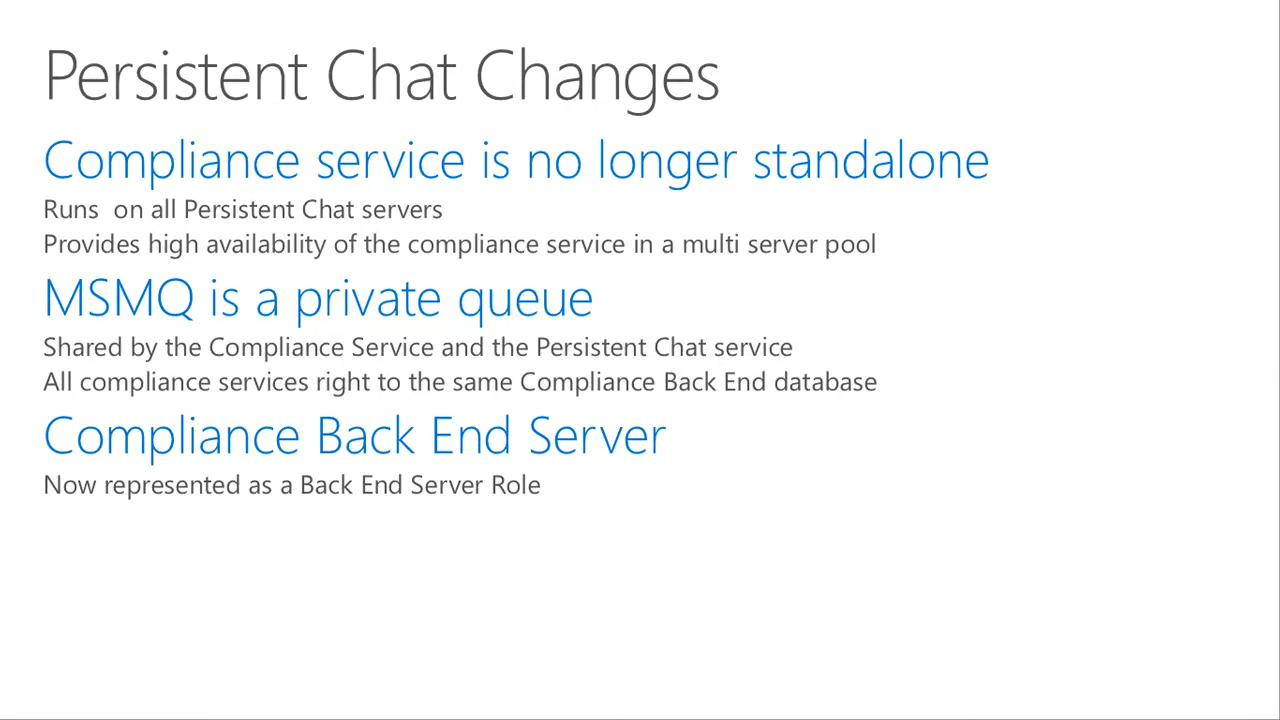 Persistent Chat Changes
Compliance service is no longer standalone
Runs  on all Persistent Chat servers
Provides high availability of the compliance service in a multi server pool
MSMQ is a private queue
Shared by the Compliance Service and the Persistent Chat service
All compliance services right to the same Compliance Back End database
Compliance Back End Server
Now represented as a Back End Server Role